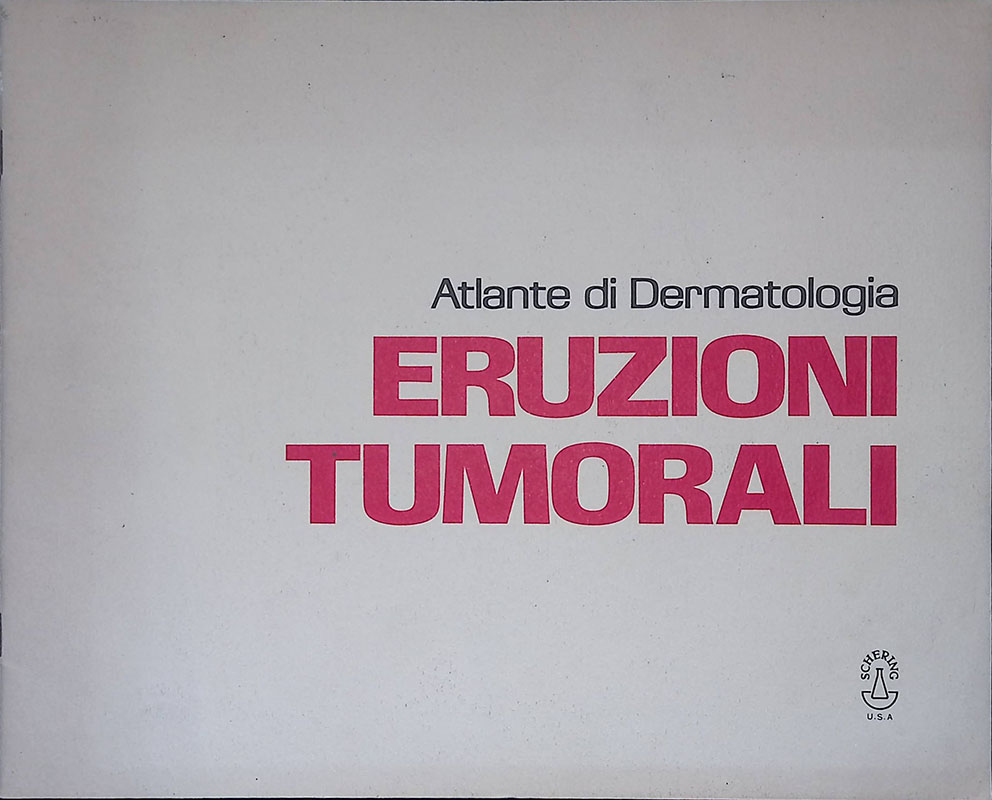 Atlante di Dermatologia
ERUZIONI
TUMORALI
SCHERING
U.S.A